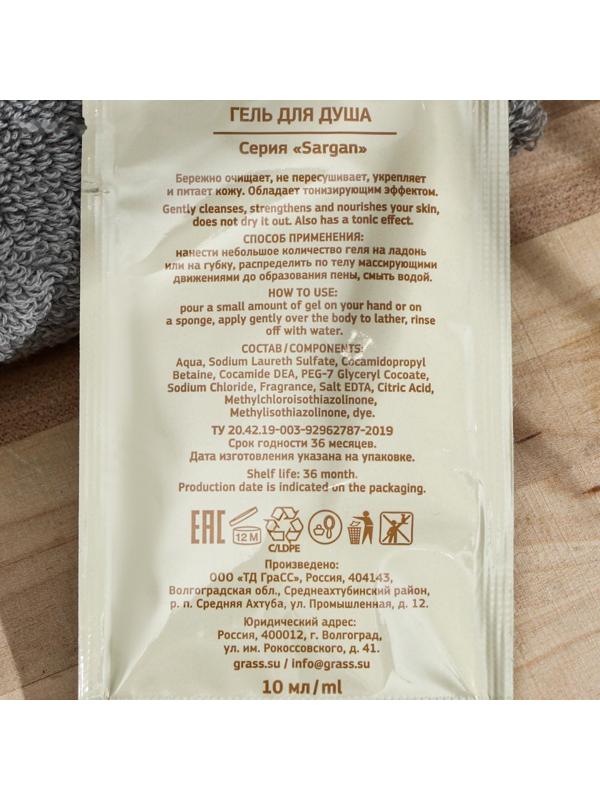 ГЕЛЬ ДЛЯ ДУША
Серия «Sargan»
Бережно очищает, не пересушивает, укрепляет
и питает кожу. Обладает тонизирующим эффектом.
Gently cleanses, strengthens and nourishes your skin,
does not dry it out. Also has a tonic effect.
СПОСОБ ПРИМЕНЕНИЯ:
нанести небольшое количество геля на ладонь
или на губку, распределить по телу массирующими
движениями до образования пены, смыть водой.
HOW TO USE:
pour a small amount of gel on your hand or on
a sponge, apply gently over the body to lather, rinse
off with water.
СОСТАВ/COMPONENTS:
Aqua, Sodium Laureth Sulfate, Cocamidopropyl
Betaine, Cocamide DEA, PEG-7 Glyceryl Cocoate,
Sodium Chloride, Fragrance, Salt EDTA, Citric Acid,
Methylchloroisothiazolinone,
Methylisothiazolinone, dye.
ТУ 20.42.19-003-92962787-2019
Срок годности 36 месяцев.
Дата изготовления указана на упаковке.
Shelf life: 36 month.
Production date is indicated on the packaging.
EAC 12 M
C/LDPE
Произведено:
ООО «ТД ГраСС», Россия, 404143,
Волгоградская обл., Среднеахтубинский район,
р. п. Средняя Ахтуба, ул. Промышленная, д. 12.
Юридический адрес:
Россия, 400012, г. Волгоград,
ул. им. Рокоссовского, д. 41.
grass.su / info@grass.su
10 мл/ml